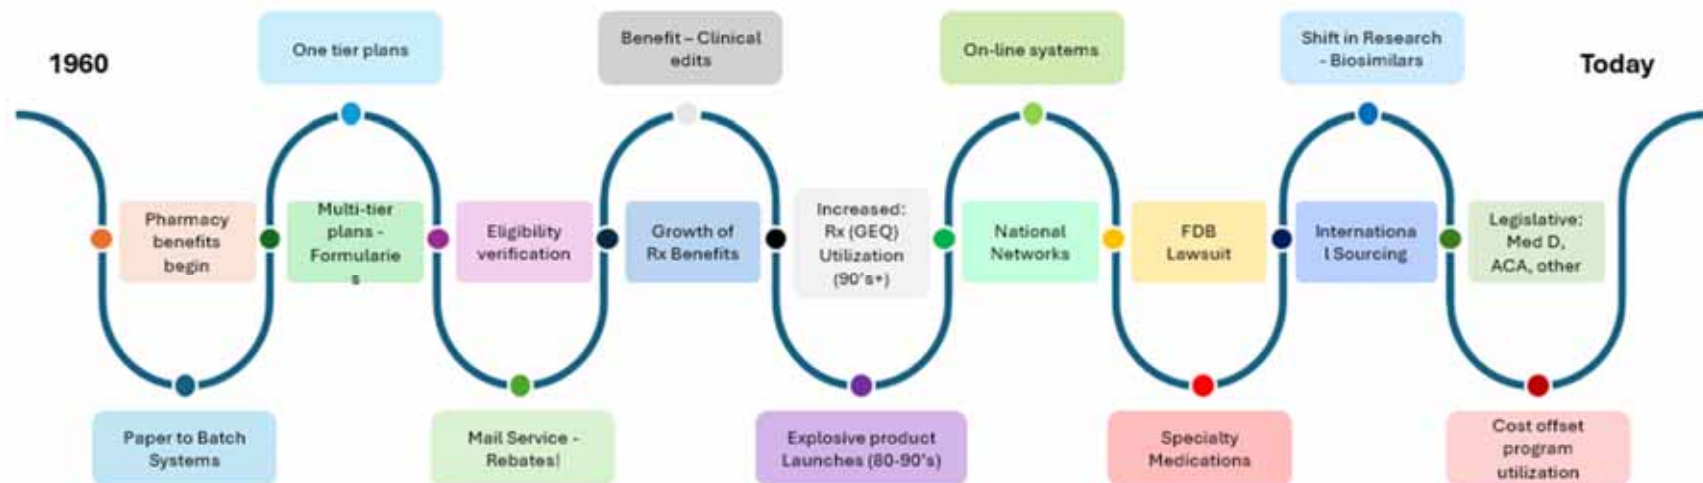 1960
One tier plans
Benefit – Clinical
edits
On-line systems
Shift in Research
- Biosimilars
Today
Pharmacy
benefits
begin
Multi-tier
plans -
Formularie
s
Eligibility
verification
Growth of
Rx Benefits
Increased:
Rx (GEQ)
Utilization
(90's+)
National
Networks
FDB
Lawsuit
Internationa
l Sourcing
Legislative:
Med D,
ACA, other
Paper to Batch
Systems
Mail Service -
Rebates!
Explosive product
Launches (80-90's)
Specialty
Medications
Cost offset
program
utilization